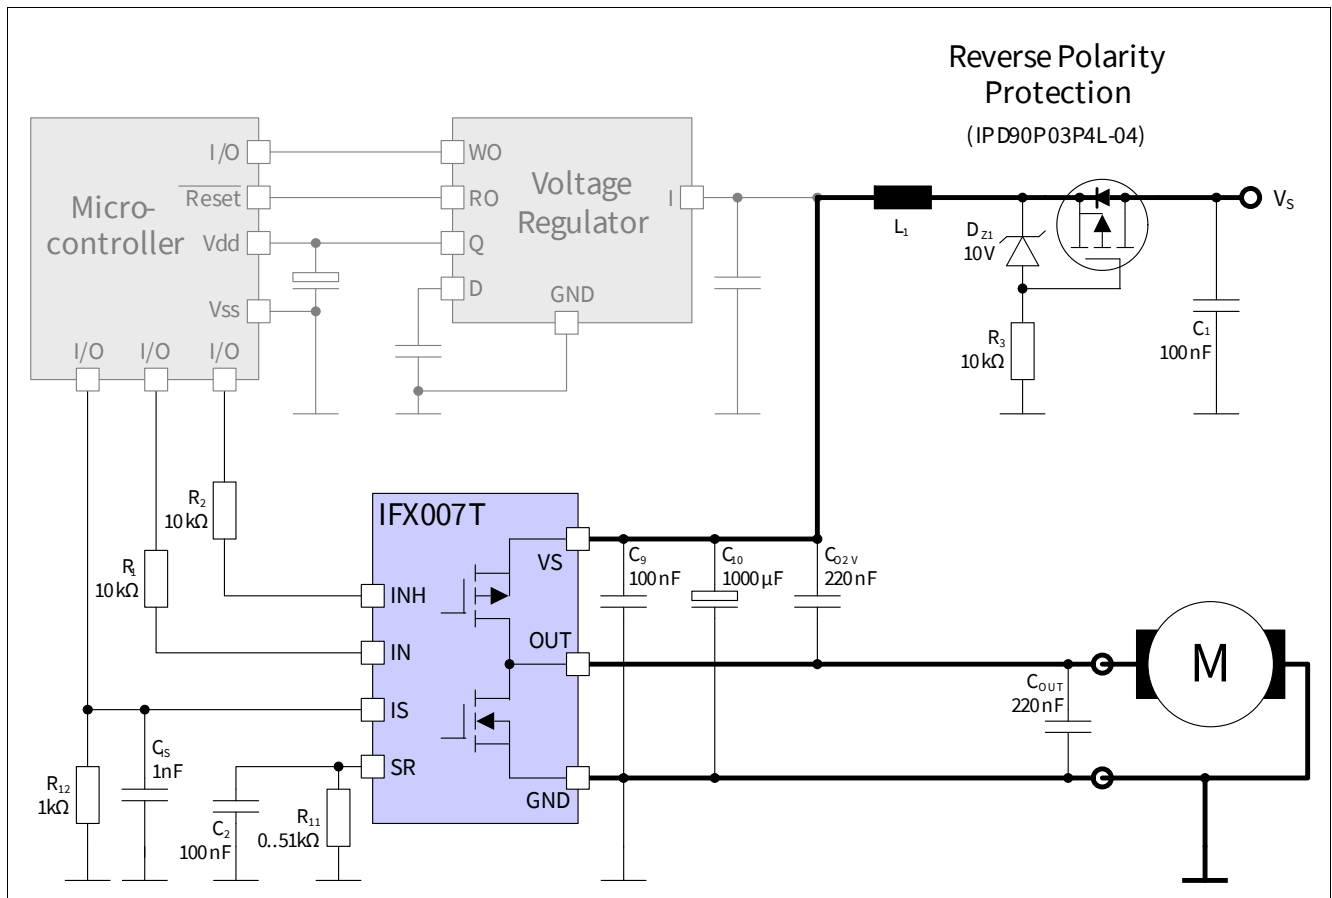 Reverse Polarity
Protection
(IPD90P03P4L-04)
Micro-
controller
I/O
Reset
Vdd
Vss
I/O
I/O
I/O
WO
RO
Q
D
Voltage
Regulator
I
GND
L1
DZ1
10V
R3
10kΩ
C1
100nF
VS
R2
10kΩ
R1
10kΩ
R12
1kΩ
CIS
1nF
C2
100nF
R11
0..51kΩ
IFX007T
INH
IN
IS
SR
VS
OUT
GND
C9
100nF
C10
1000µF
CO2V
220nF
COUT
220nF
M